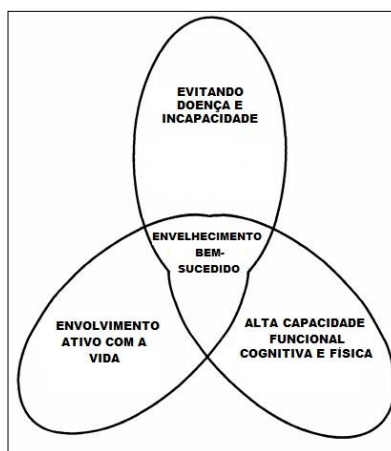 EVITANDO
DOENÇA E
INCAPACIDADE
ENVELHECIMENTO
BEM-
SUCEDIDO
ENVOLVIMENTO
ATIVO COM A
VIDA
ALTA CAPACIDADE
FUNCIONAL
COGNITIVA E FÍSICA